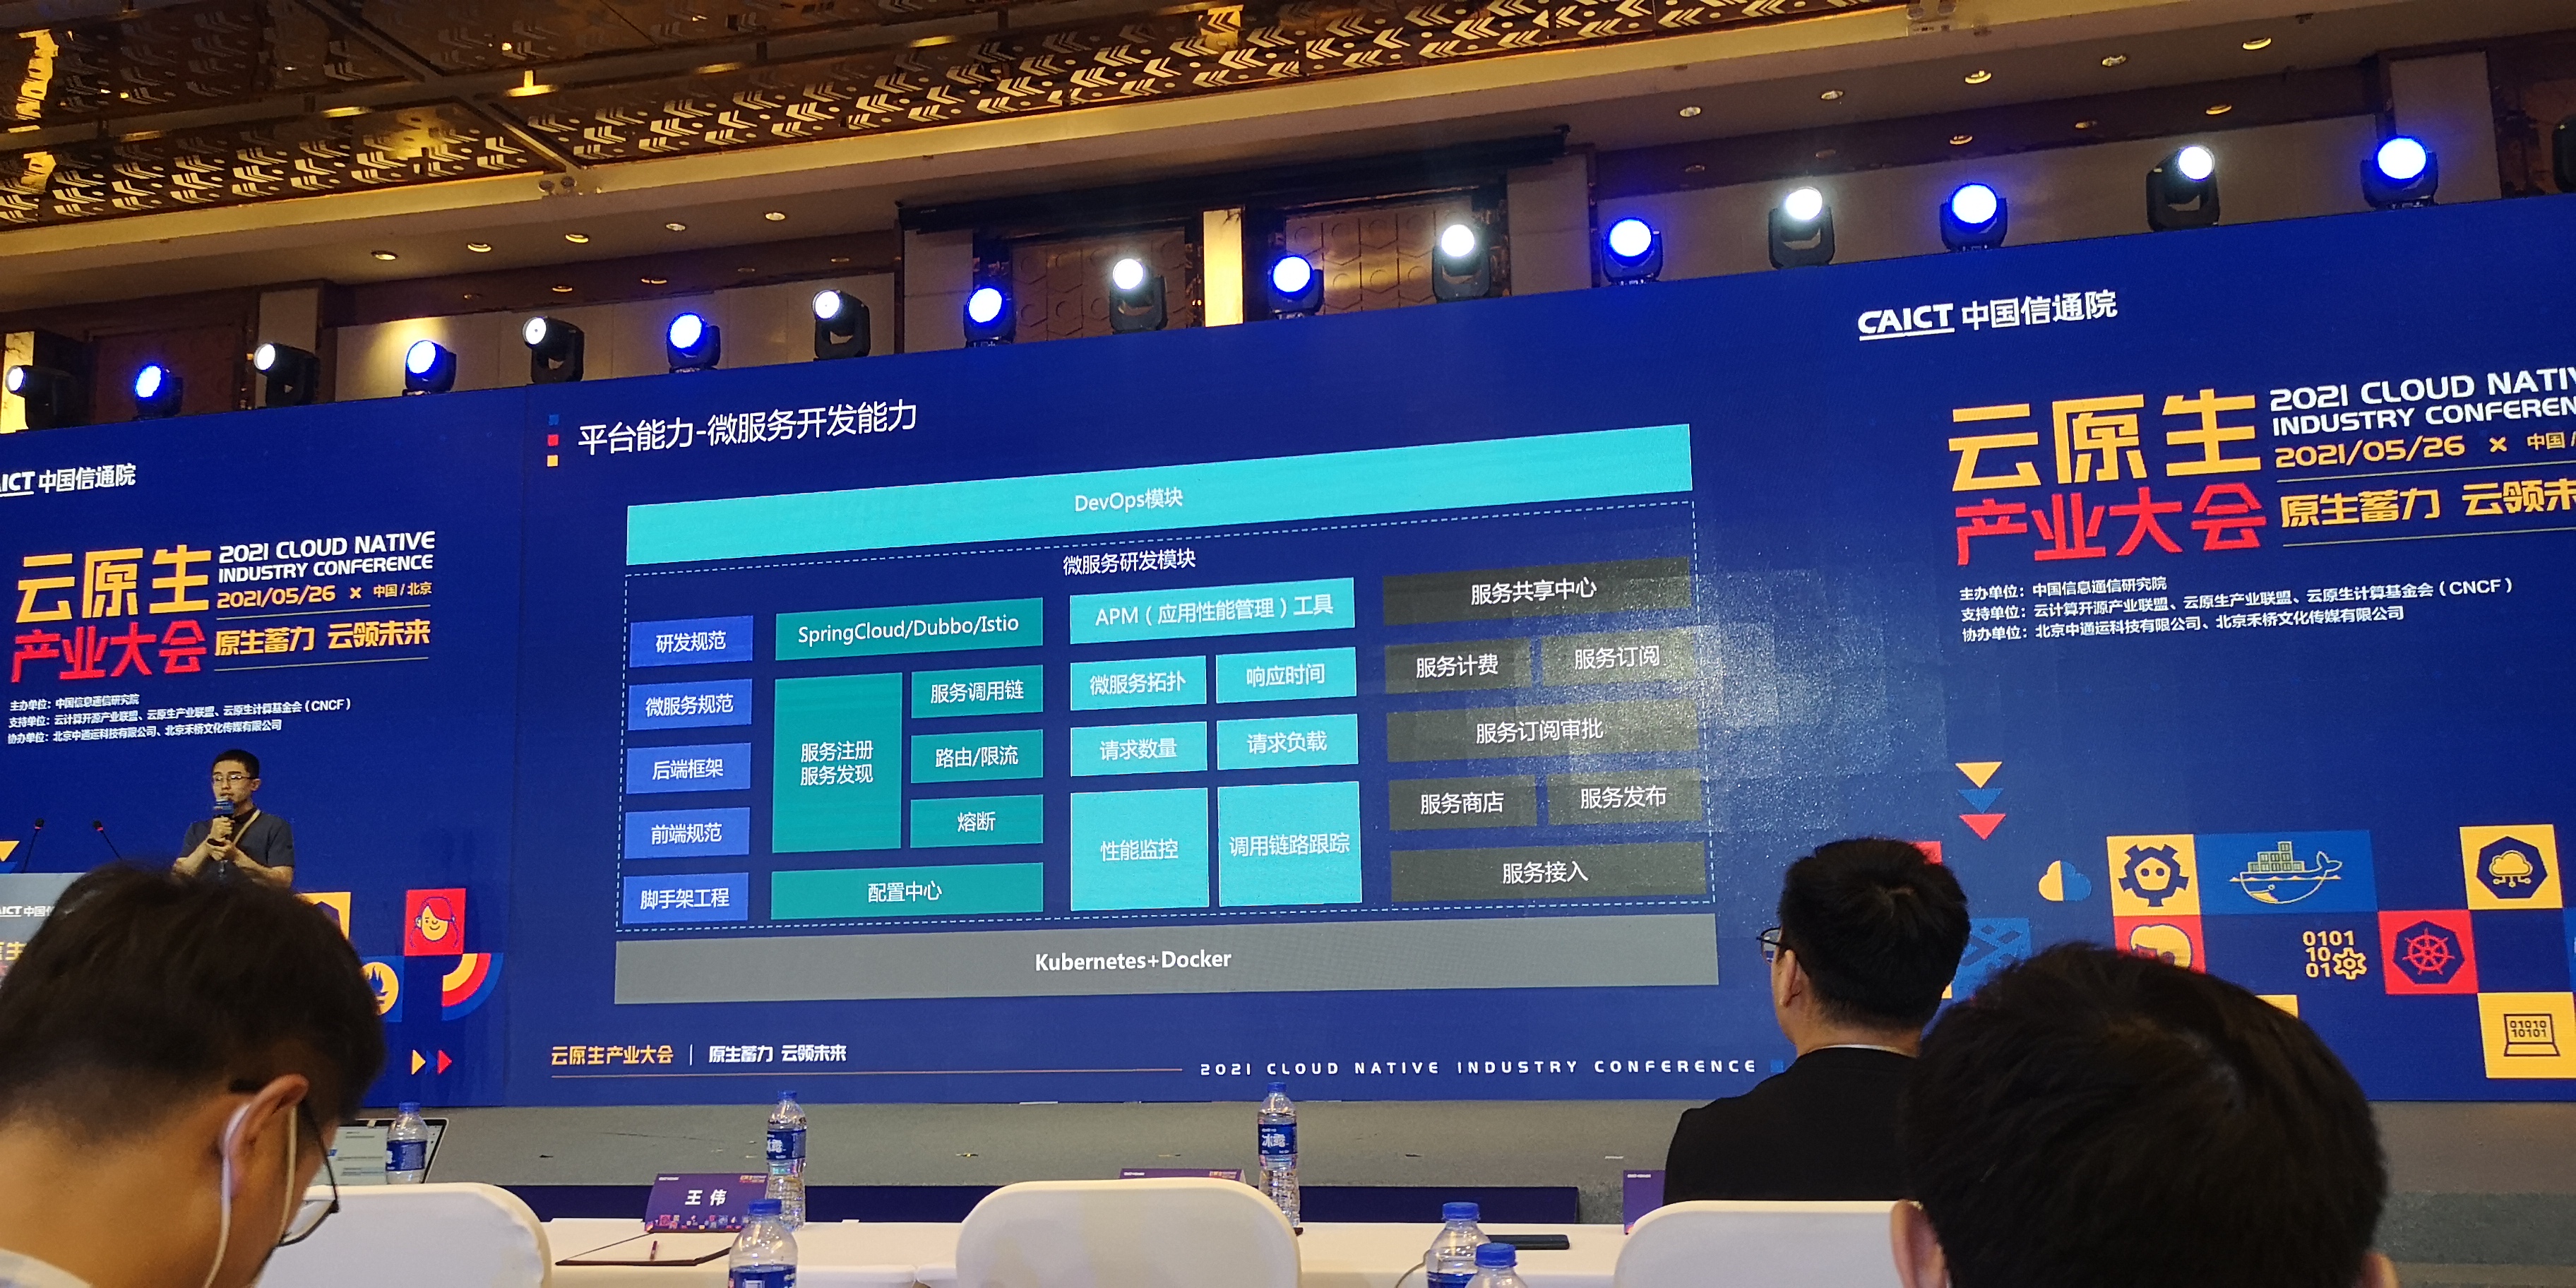 CAICT 中国信通院
云原生
产业大会
2021 CLOUD NATIVE
INDUSTRY CONFERENCE
2021/05/26 × 中国 / 北京
原生蓄力 云领未来
主办单位：中国信息通信研究院
支持单位：云计算开源产业联盟、云原生产业联盟、云原生计算基金会（CNCF）
协办单位：北京中通运科技有限公司、北京禾桥文化传媒有限公司
平台能力-微服务开发能力
DevOps模块
微服务研发模块
研发规范
微服务规范
后端框架
前端规范
脚手架工程
SpringCloud/Dubbo/Istio
服务注册
服务发现
服务调用链
路由/限流
熔断
配置中心
APM（应用性能管理）工具
微服务拓扑
响应时间
请求数量
请求负载
性能监控
调用链路跟踪
服务共享中心
服务计费
服务订阅
服务订阅审批
服务商店
服务发布
服务接入
Kubernetes+Docker
云原生产业大会 | 原生蓄力 云领未来
2021 CLOUD NATIVE INDUSTRY CONFERENCE
ICT 中国信通院
云原生
产业大会
2021 CLOUD NATIVE
INDUSTRY CONFERENCE
2021/05/26 × 中国 / 北京
原生蓄力 云领未来
主办单位：中国信息通信研究院
支持单位：云计算开源产业联盟、云原生产业联盟、云原生计算基金会（CNCF）
协办单位：北京中通运科技有限公司、北京禾桥文化传媒有限公司
0101
10
01
01010
10101
王 伟
冰露